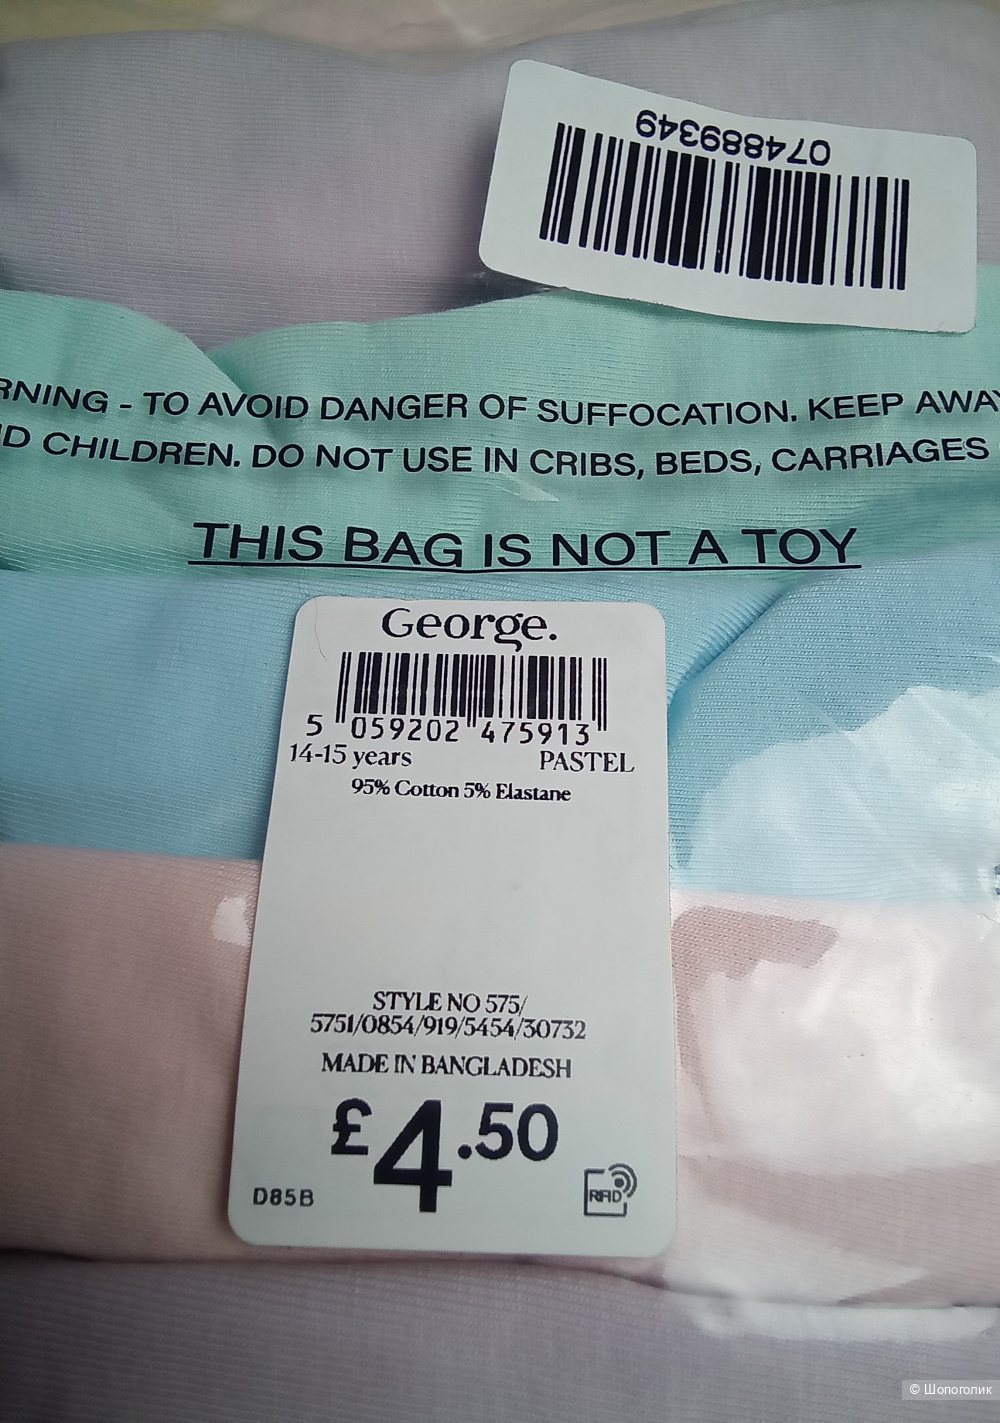 074889349
RNING - TO AVOID DANGER OF SUFFOCATION. KEEP AWAY
ID CHILDREN. DO NOT USE IN CRIBS, BEDS, CARRIAGES
THIS BAG IS NOT A TOY
George.
5 059202 475913
14-15 years PASTEL
95% Cotton 5% Elastane
STYLE NO 575/
5751/0854/919/5454/30732
MADE IN BANGLADESH
£4.50
D85B RFID
© Шопоголик